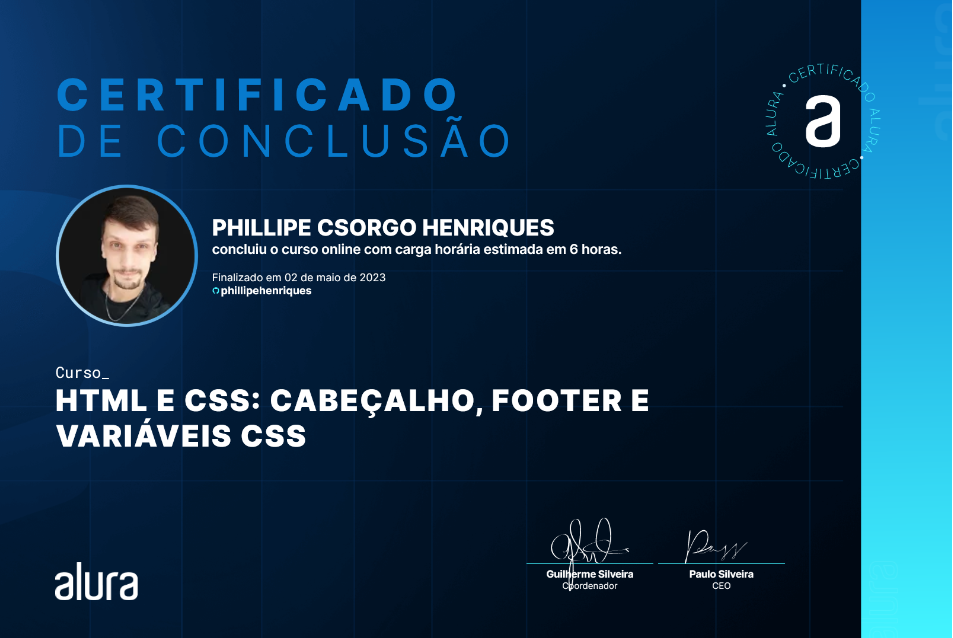 CERTIFICADO
DE CONCLUSÃO
CERTIFICADO ALURA • CERTIFICADO ALURA •
a
PHILLIPE CSORGO HENRIQUES
concluiu o curso online com carga horária estimada em 6 horas.
Finalizado em 02 de maio de 2023
phillipehenriques
Curso_
HTML E CSS: CABEÇALHO, FOOTER E
VARIÁVEIS CSS
alura
Guilherme Silveira
Coordenador
Paulo Silveira
CEO